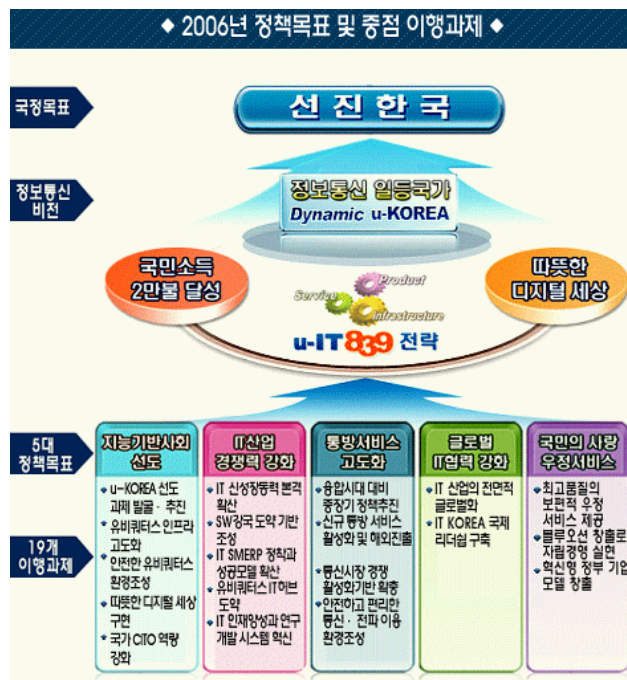 ◆ 2006년 정책목표 및 중점 이행과제 ◆
국정목표
선진한국
정보통신
비전
정보통신 일등국가
Dynamic u-KOREA
국민소득
2만불 달성
따뜻한
디지털 세상
Product
Service
Infrastructure
u-IT839 전략
5대
정책목표
지능기반사회
선도
IT산업
경쟁력 강화
통방서비스
고도화
글로벌
IT협력 강화
국민의 사랑
우정서비스
19개
이행과제
u-KOREA 선도
과제 발굴· 추진
유비쿼터스 인프라
고도화
안전한 유비쿼터스
환경조성
따뜻한 디지털 세상
구현
국가 CITO 역량
강화
IT 신성장동력 본격
확산
SW강국 도약 기반
조성
IT SMERP 정착과
성공모델 확산
유비쿼터스 IT허브
도약
IT 인재양성과 연구
개발 시스템 혁신
융합시대 대비
중장기 정책추진
신규 통방 서비스
활성화 및 해외진출
통신시장 경쟁
활성화기반 확충
안전하고 편리한
통신· 전파 이용
환경조성
IT 산업의 전면적
글로벌화
IT KOREA 국제
리더쉽 구축
최고품질의
보편적 우정
서비스 제공
블루오션 창출로
자립경영 실현
혁신형 정부 기업
모델 창출